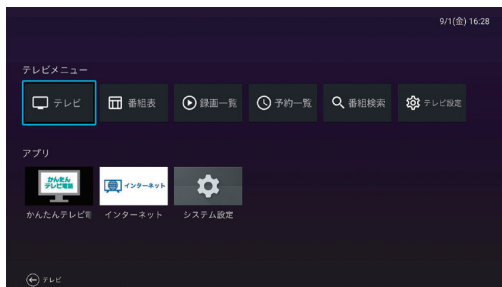 9/1(金) 16:28
テレビメニュー
テレビ
番組表
録画一覧
予約一覧
番組検索
テレビ設定
アプリ
かんたん
テレビ電話
インターネット
かんたんテレビ電
インターネット
システム設定
テレビ